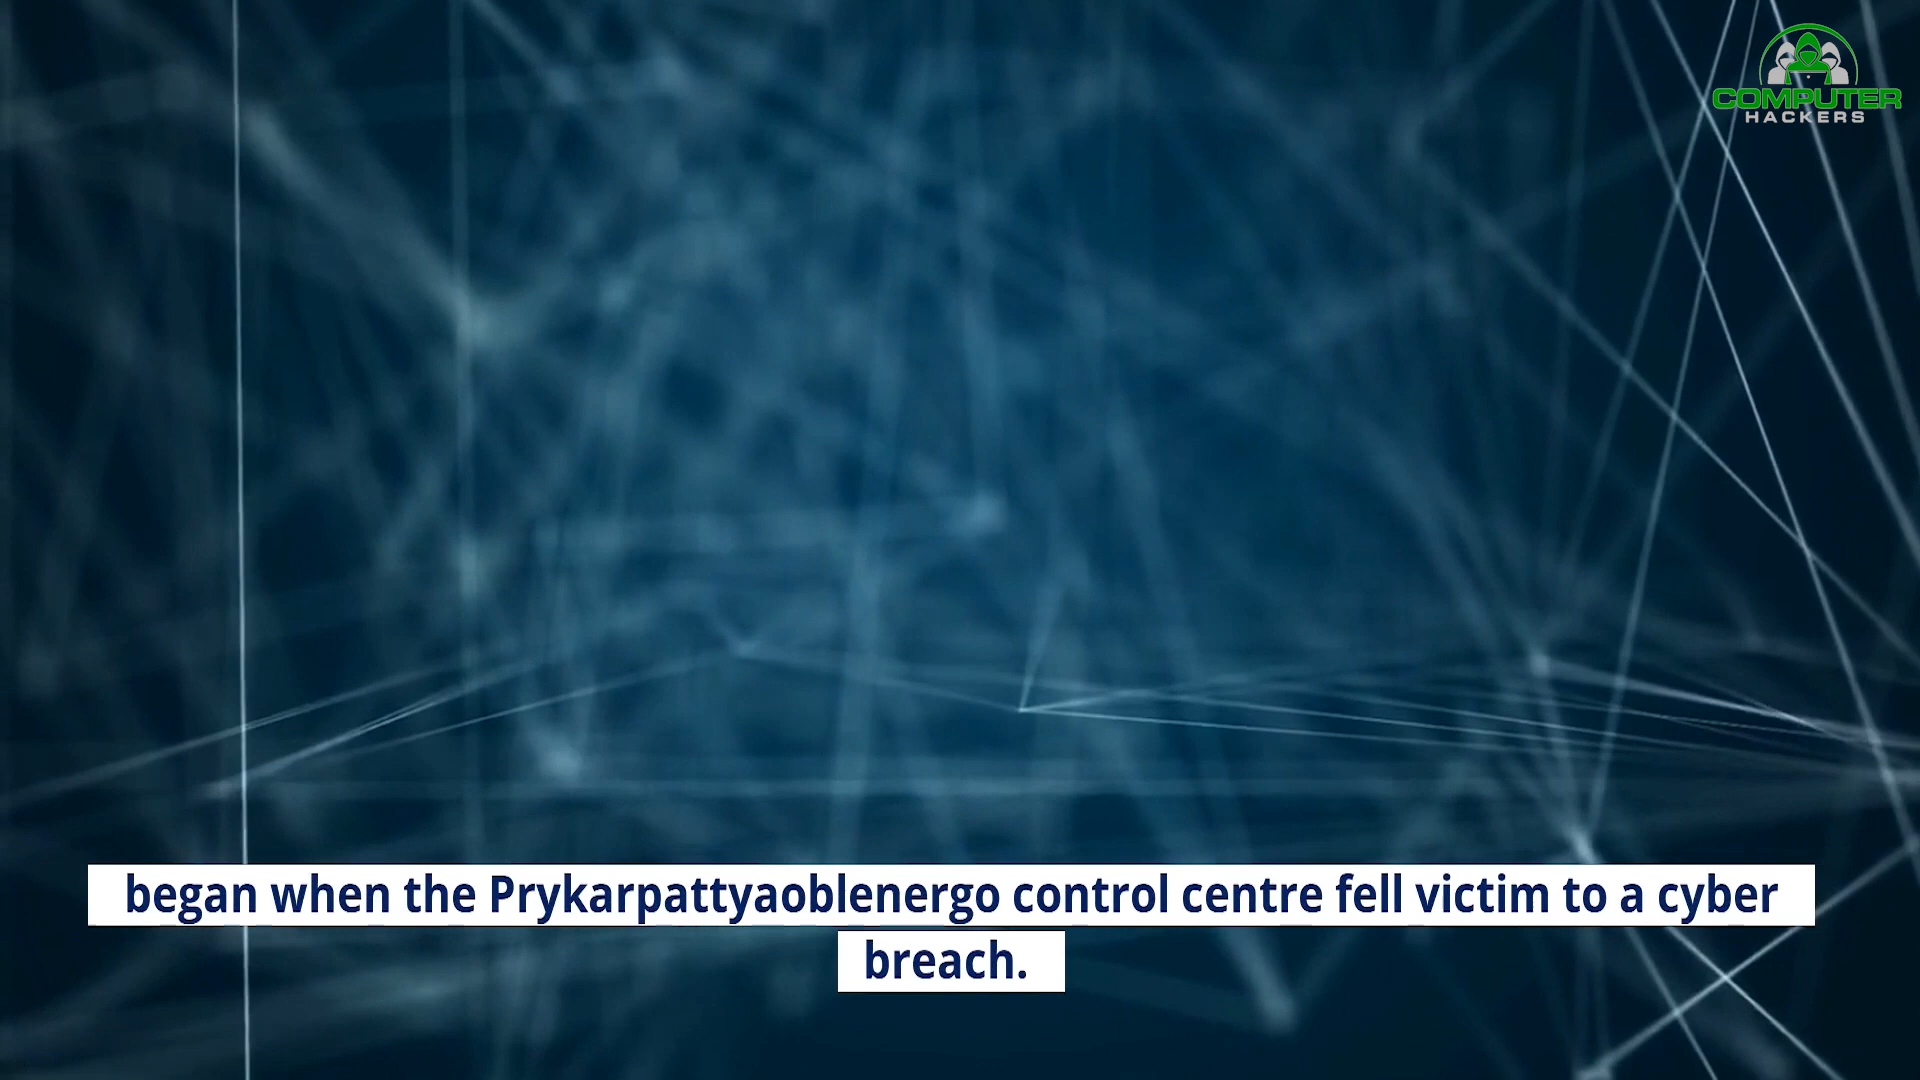 COMPUTER
HACKERS
began when the Prykarpattyaoblenergo control centre fell victim to a cyber
breach.